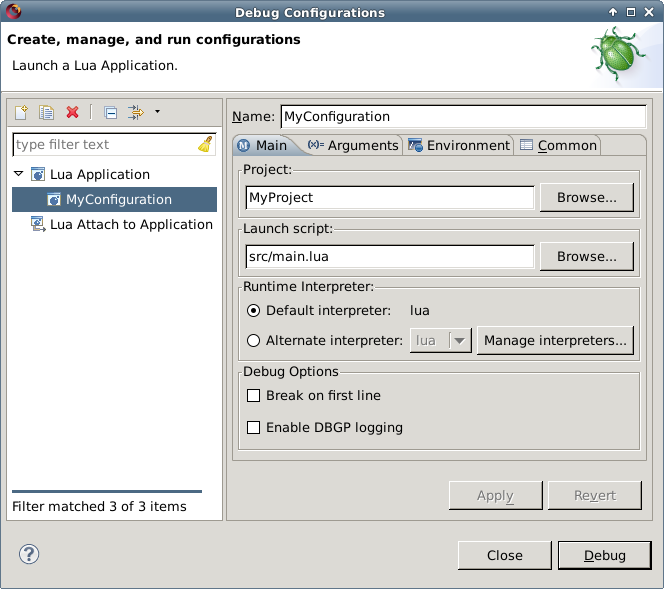 Debug Configurations
Create, manage, and run configurations
Launch a Lua Application.
type filter text
Lua Application
MyConfiguration
Lua Attach to Application
Filter matched 3 of 3 items
Name: MyConfiguration
M Main (x)= Arguments Environment Common
Project:
MyProject Browse...
Launch script:
src/main.lua Browse...
Runtime Interpreter:
Default interpreter: lua
Alternate interpreter: lua Manage interpreters...
Debug Options
Break on first line
Enable DBGP logging
Apply Revert
? Close Debug